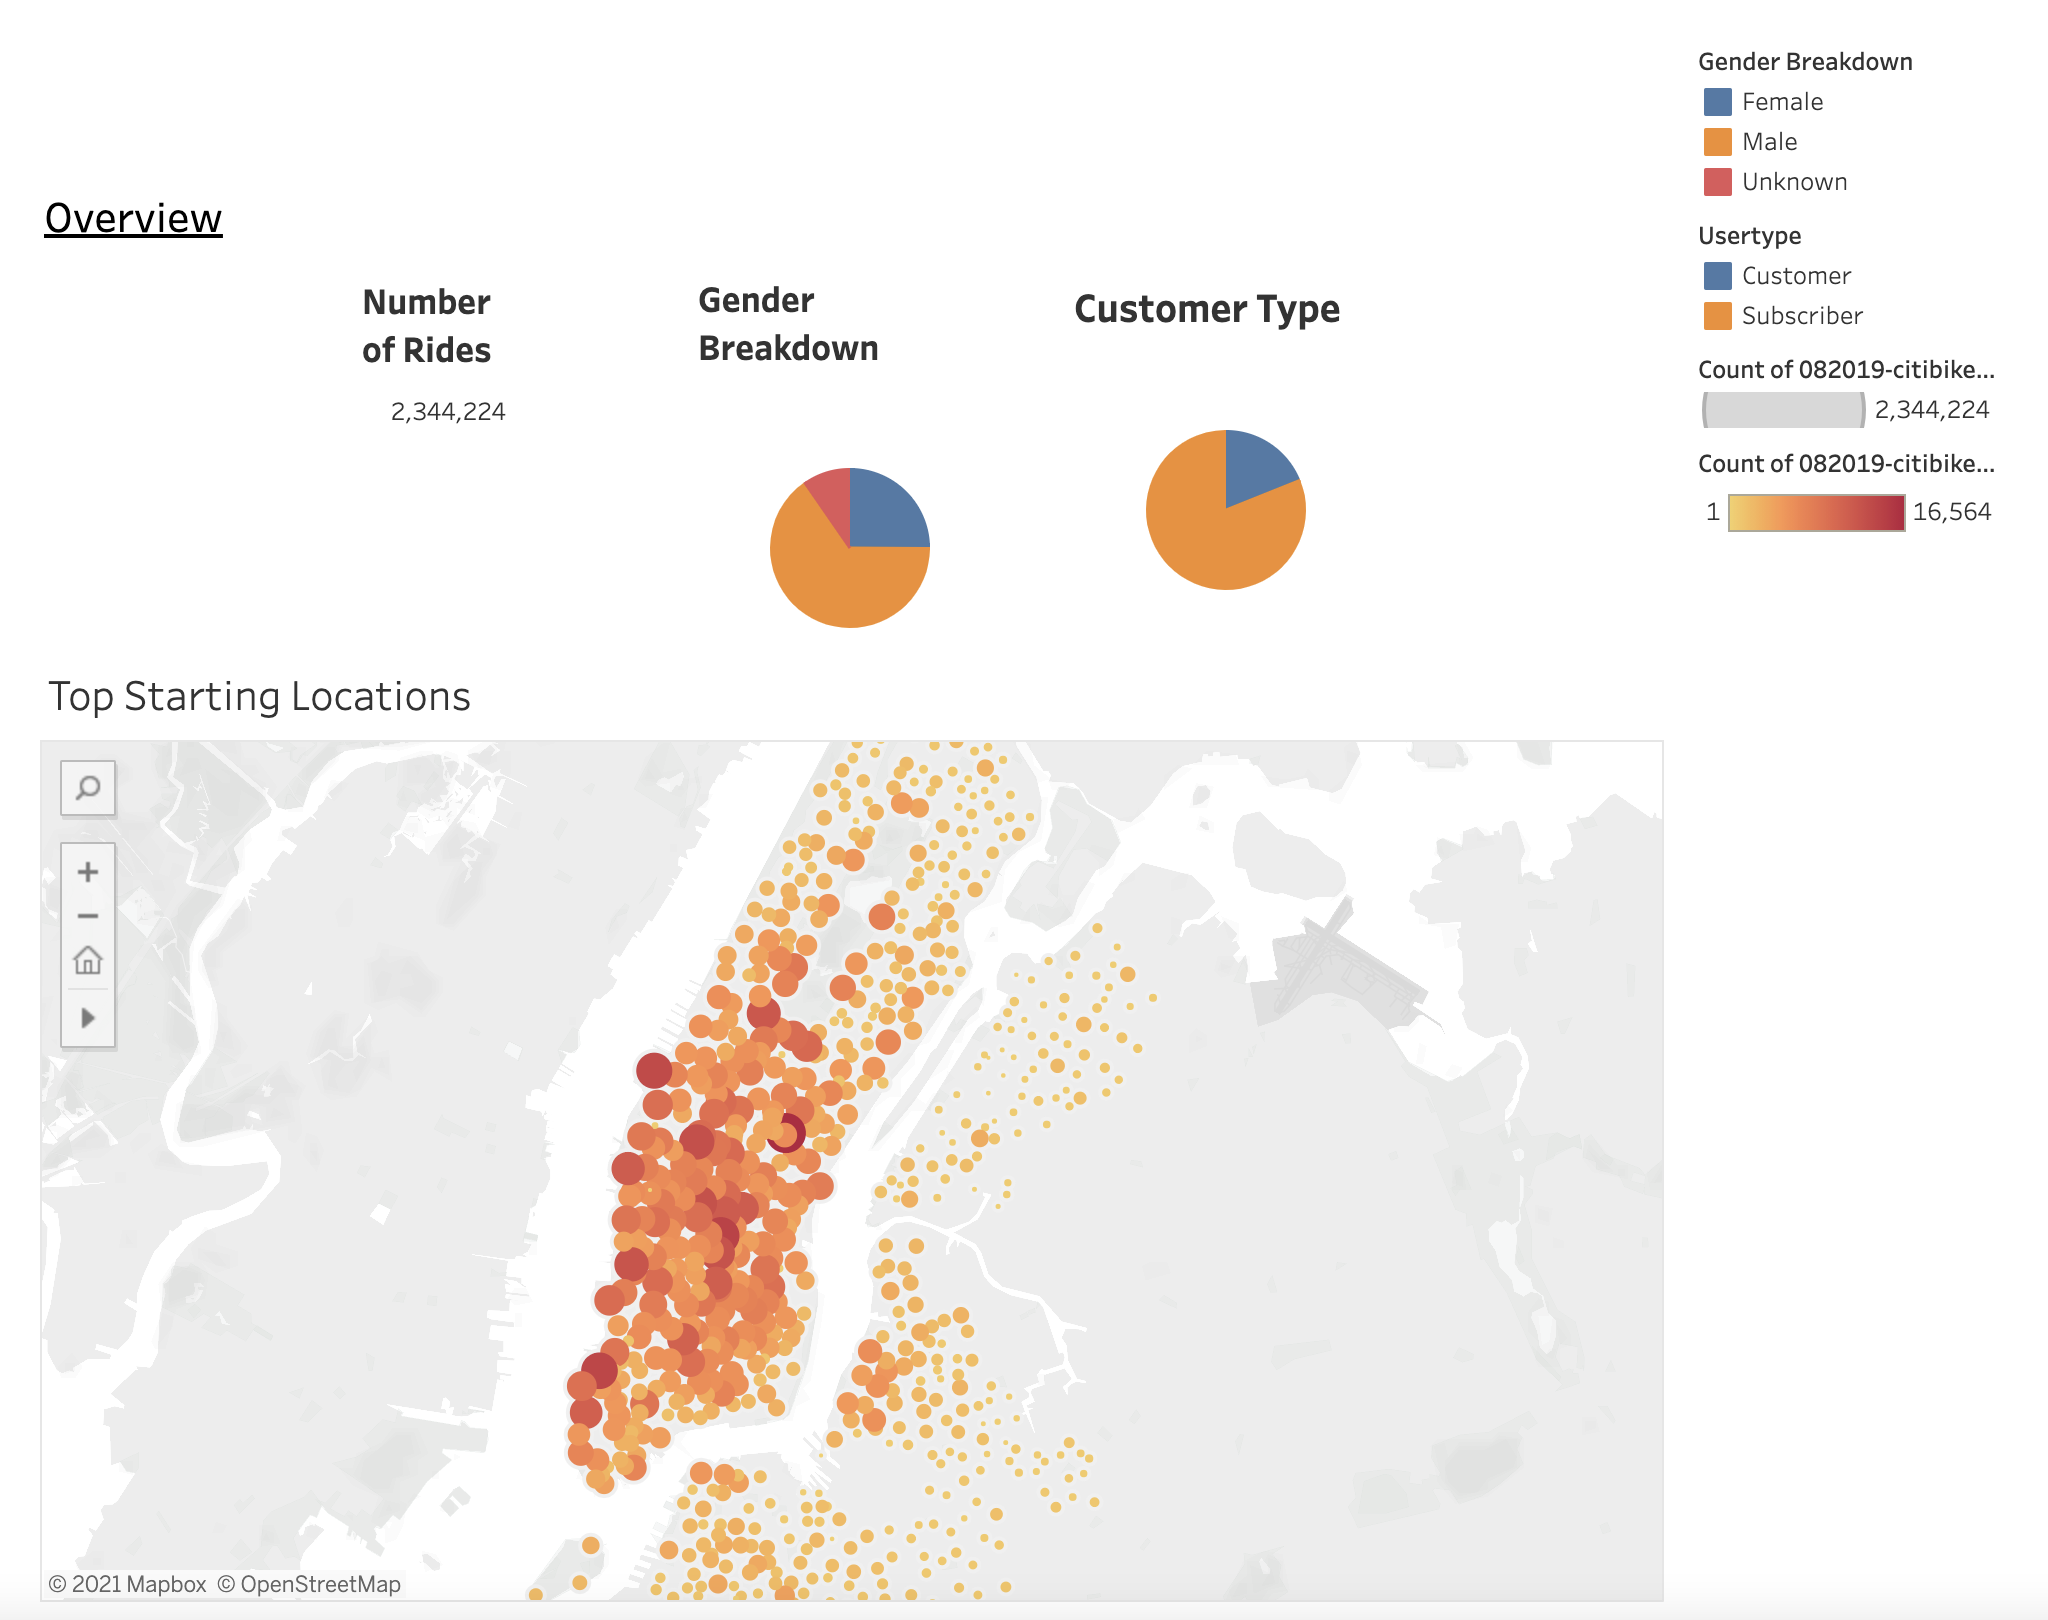 Overview
Number
of Rides
2,344,224
Gender
Breakdown
Customer Type
Gender Breakdown
Female
Male
Unknown
Usertype
Customer
Subscriber
Count of 082019-citibike...
2,344,224
Count of 082019-citibike...
1 16,564
Top Starting Locations
© 2021 Mapbox © OpenStreetMap